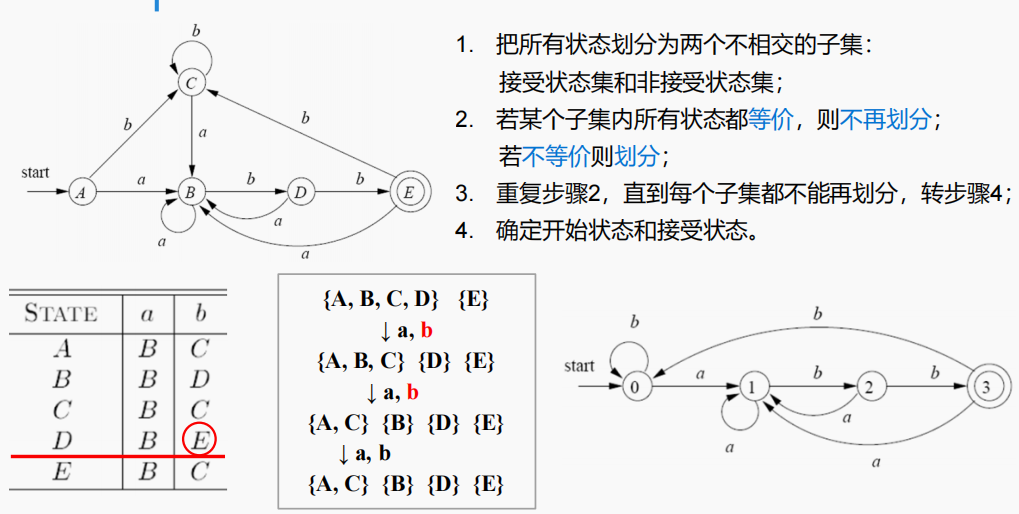 b
C
b
a
b
start
A
a
B
b
D
b
E
a
a
a
1. 把所有状态划分为两个不相交的子集：
接受状态集和非接受状态集；
2. 若某个子集内所有状态都等价，则不再划分；
若不等价则划分；
3. 重复步骤2，直到每个子集都不能再划分，转步骤4；
4. 确定开始状态和接受状态。
STATE a b
A B C
B B D
C B C
D B E
E B C
{A, B, C, D} {E}
↓ a, b
{A, B, C} {D} {E}
↓ a, b
{A, C} {B} {D} {E}
↓ a, b
{A, C} {B} {D} {E}
b
b
start
0
a
1
b
2
b
3
a
a
a